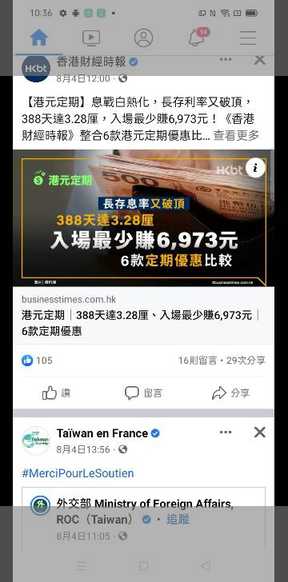 10:36
14
HKbt 香港財經時報
8月4日12:00
【港元定期】息戰白熱化，長存利率又破頂，
388天達3.28厘，入場最少賺6,973元！《香港
財經時報》整合6款港元定期優惠比... 查看更多
$ 港元定期
HKbt
長存息率又破頂
388天達3.28厘
入場最少賺6,973元
6款定期優惠比較
businesstimes.com.hk
港元定期｜388天達3.28厘、入場最少賺6,973元｜
6款定期優惠
105
16則留言・29次分享
讚
留言
分享
Taïwan en France
8月4日13:56
#MerciPourLeSoutien
外交部 Ministry of Foreign Affairs,
ROC（Taiwan） · 追蹤
8月4日11:05